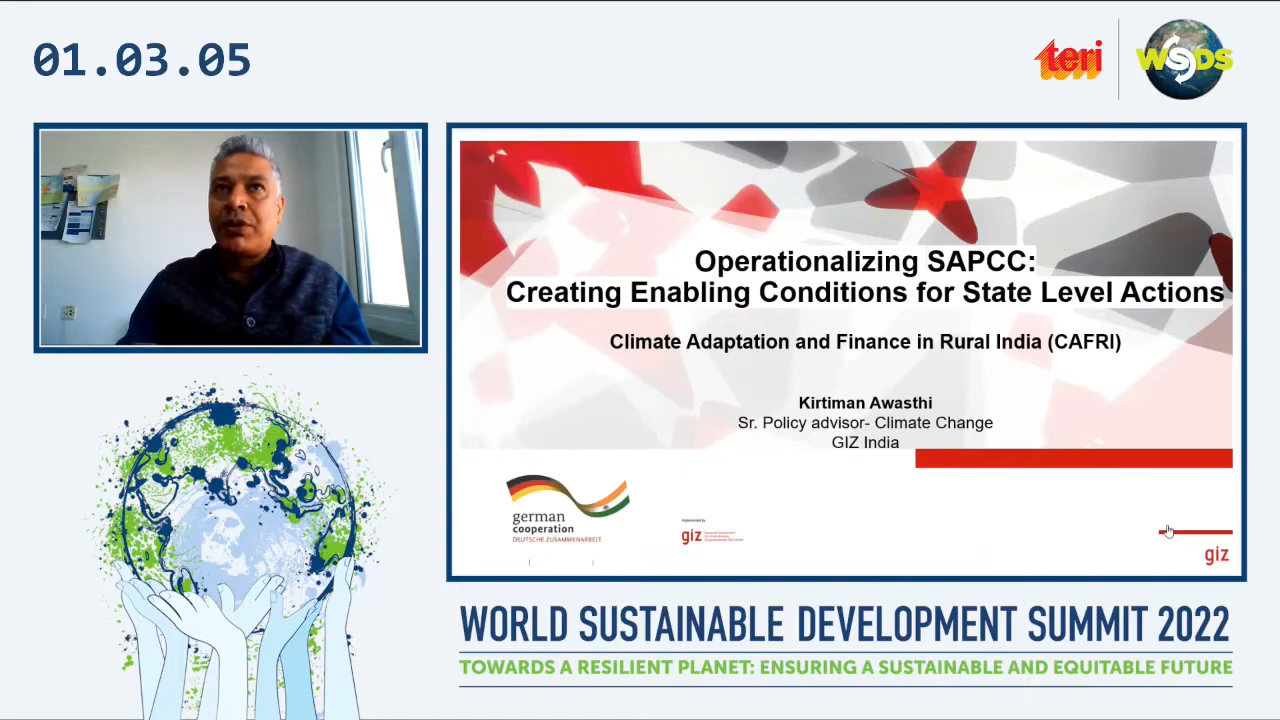 01.03.05
teri
WSDS
Operationalizing SAPCC:
Creating Enabling Conditions for State Level Actions
Climate Adaptation and Finance in Rural India (CAFRI)
Kirtiman Awasthi
Sr. Policy advisor- Climate Change
GIZ India
german
cooperation
DEUTSCHE ZUSAMMENARBEIT
Implemented by
giz
giz
WORLD SUSTAINABLE DEVELOPMENT SUMMIT 2022
TOWARDS A RESILIENT PLANET: ENSURING A SUSTAINABLE AND EQUITABLE FUTURE